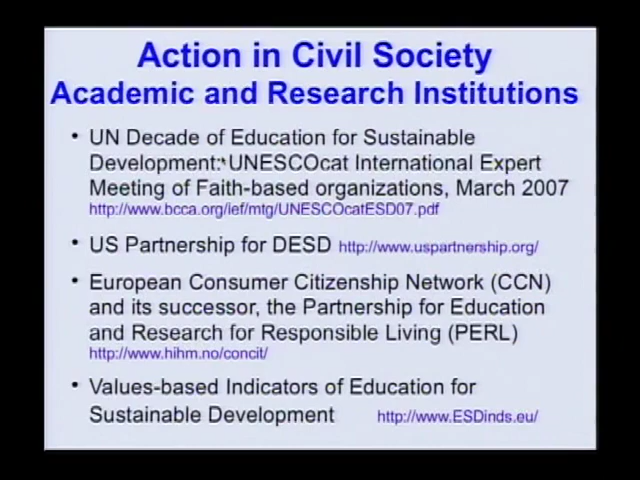 Action in Civil Society
Academic and Research Institutions
• UN Decade of Education for Sustainable
Development: UNESCOcat International Expert
Meeting of Faith-based organizations, March 2007
http://www.bcca.org/ief/mtg/UNESCOcatESD07.pdf
• US Partnership for DESD http://www.uspartnership.org/
• European Consumer Citizenship Network (CCN)
and its successor, the Partnership for Education
and Research for Responsible Living (PERL)
http://www.hihm.no/concit/
• Values-based Indicators of Education for
Sustainable Development http://www.ESDinds.eu/